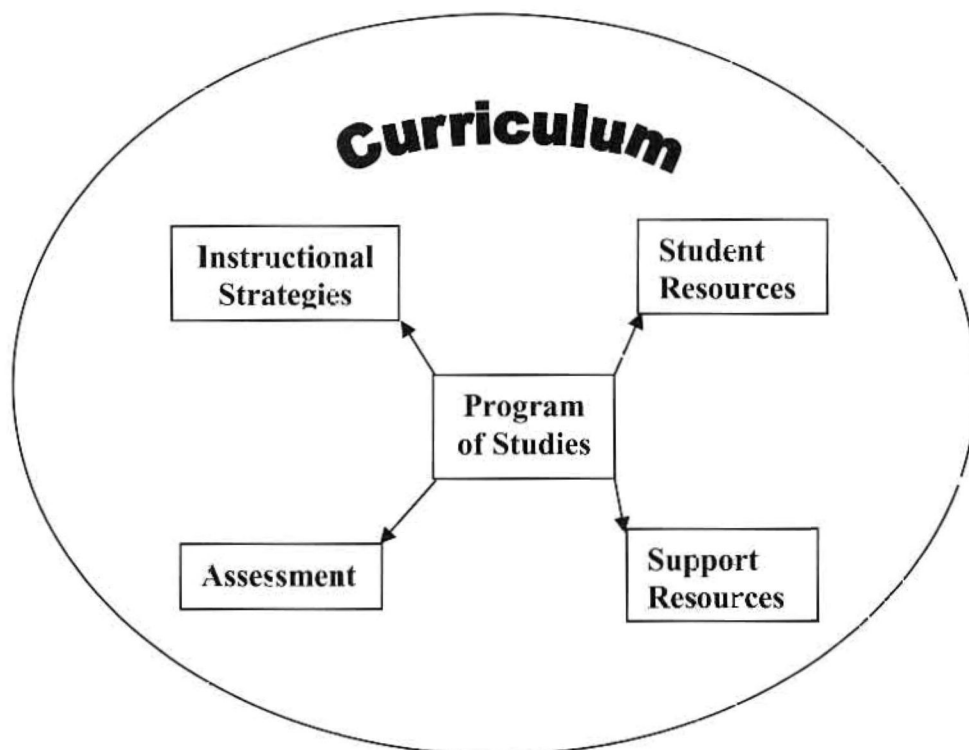 Curriculum
Instructional
Strategies
Student
Resources
Program
of Studies
Assessment
Support
Resources